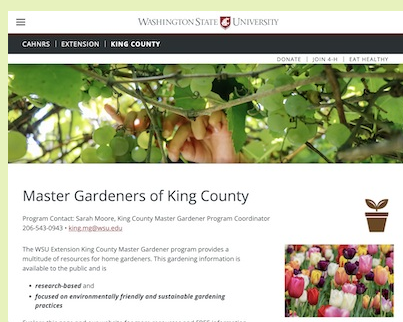 WASHINGTON STATE UNIVERSITY
CAHNRS | EXTENSION | KING COUNTY
DONATE | JOIN 4-H | EAT HEALTHY
Master Gardeners of King County
Program Contact: Sarah Moore, King County Master Gardener Program Coordinator
206-543-0943 • king.mg@wsu.edu
The WSU Extension King County Master Gardener program provides a
multitude of resources for home gardeners. This gardening information is
available to the public and is
• research-based and
• focused on environmentally friendly and sustainable gardening
practices